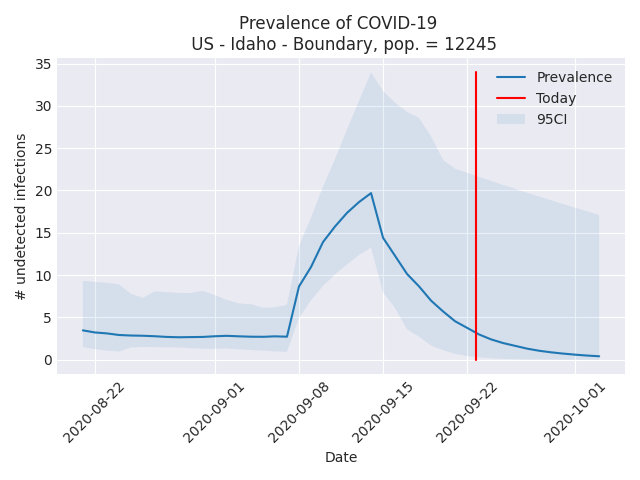 Prevalence of COVID-19
US - Idaho - Boundary, pop. = 12245
35
30
25
20
15
10
5
0
# undetected infections
Prevalence
Today
95CI
2020-08-22
2020-09-01
2020-09-08
2020-09-15
2020-09-22
2020-10-01
Date